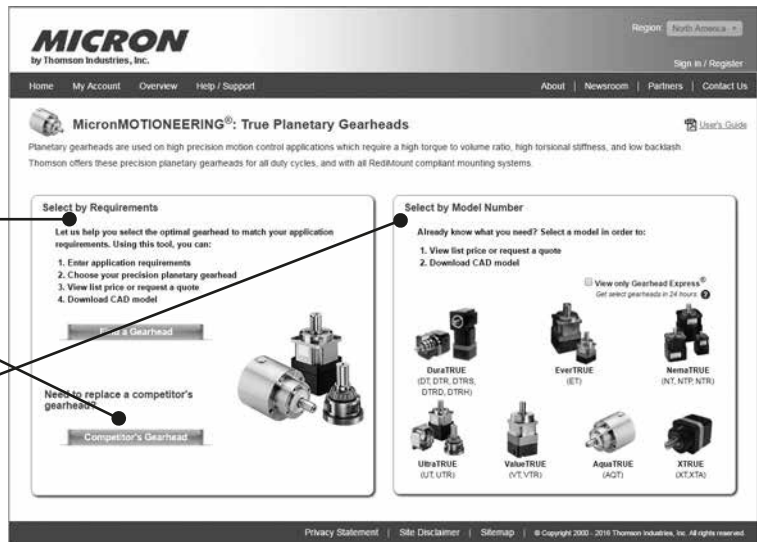 MICRON
by Thomson Industries, Inc.
Region: North America
Sign in / Register
Home My Account Overview Help / Support
About | Newsroom | Partners | Contact Us
MicronMOTIONEERING®: True Planetary Gearheads
User's Guide
Planetary gearheads are used on high precision motion control applications which require a high torque to volume ratio, high torsional stiffness, and low backlash.
Thomson offers these precision planetary gearheads for all duty cycles, and with all RediMount compliant mounting systems.
Select by Requirements
Let us help you select the optimal gearhead to match your application
requirements. Using this tool, you can:
1. Enter application requirements
2. Choose your precision planetary gearhead
3. View list price or request a quote
4. Download CAD model
Find a Gearhead
Need to replace a competitor's
gearhead?
Competitor's Gearhead
Select by Model Number
Already know what you need? Select a model in order to:
1. View list price or request a quote
2. Download CAD model
View only Gearhead Express®
Get select gearheads in 24 hours. ?
DuraTRUE
(DT, DTR, DTRS,
DTRD, DTRH)
EverTRUE
(ET)
NemaTRUE
(NT, NTP, NTR)
UltraTRUE
(UT, UTR)
ValueTRUE
(VT, VTR)
AquaTRUE
(AQT)
XTRUE
(XT,XTA)
Privacy Statement | Site Disclaimer | Sitemap | © Copyright 2000 - 2016 Thomson Industries, Inc. All rights reserved.